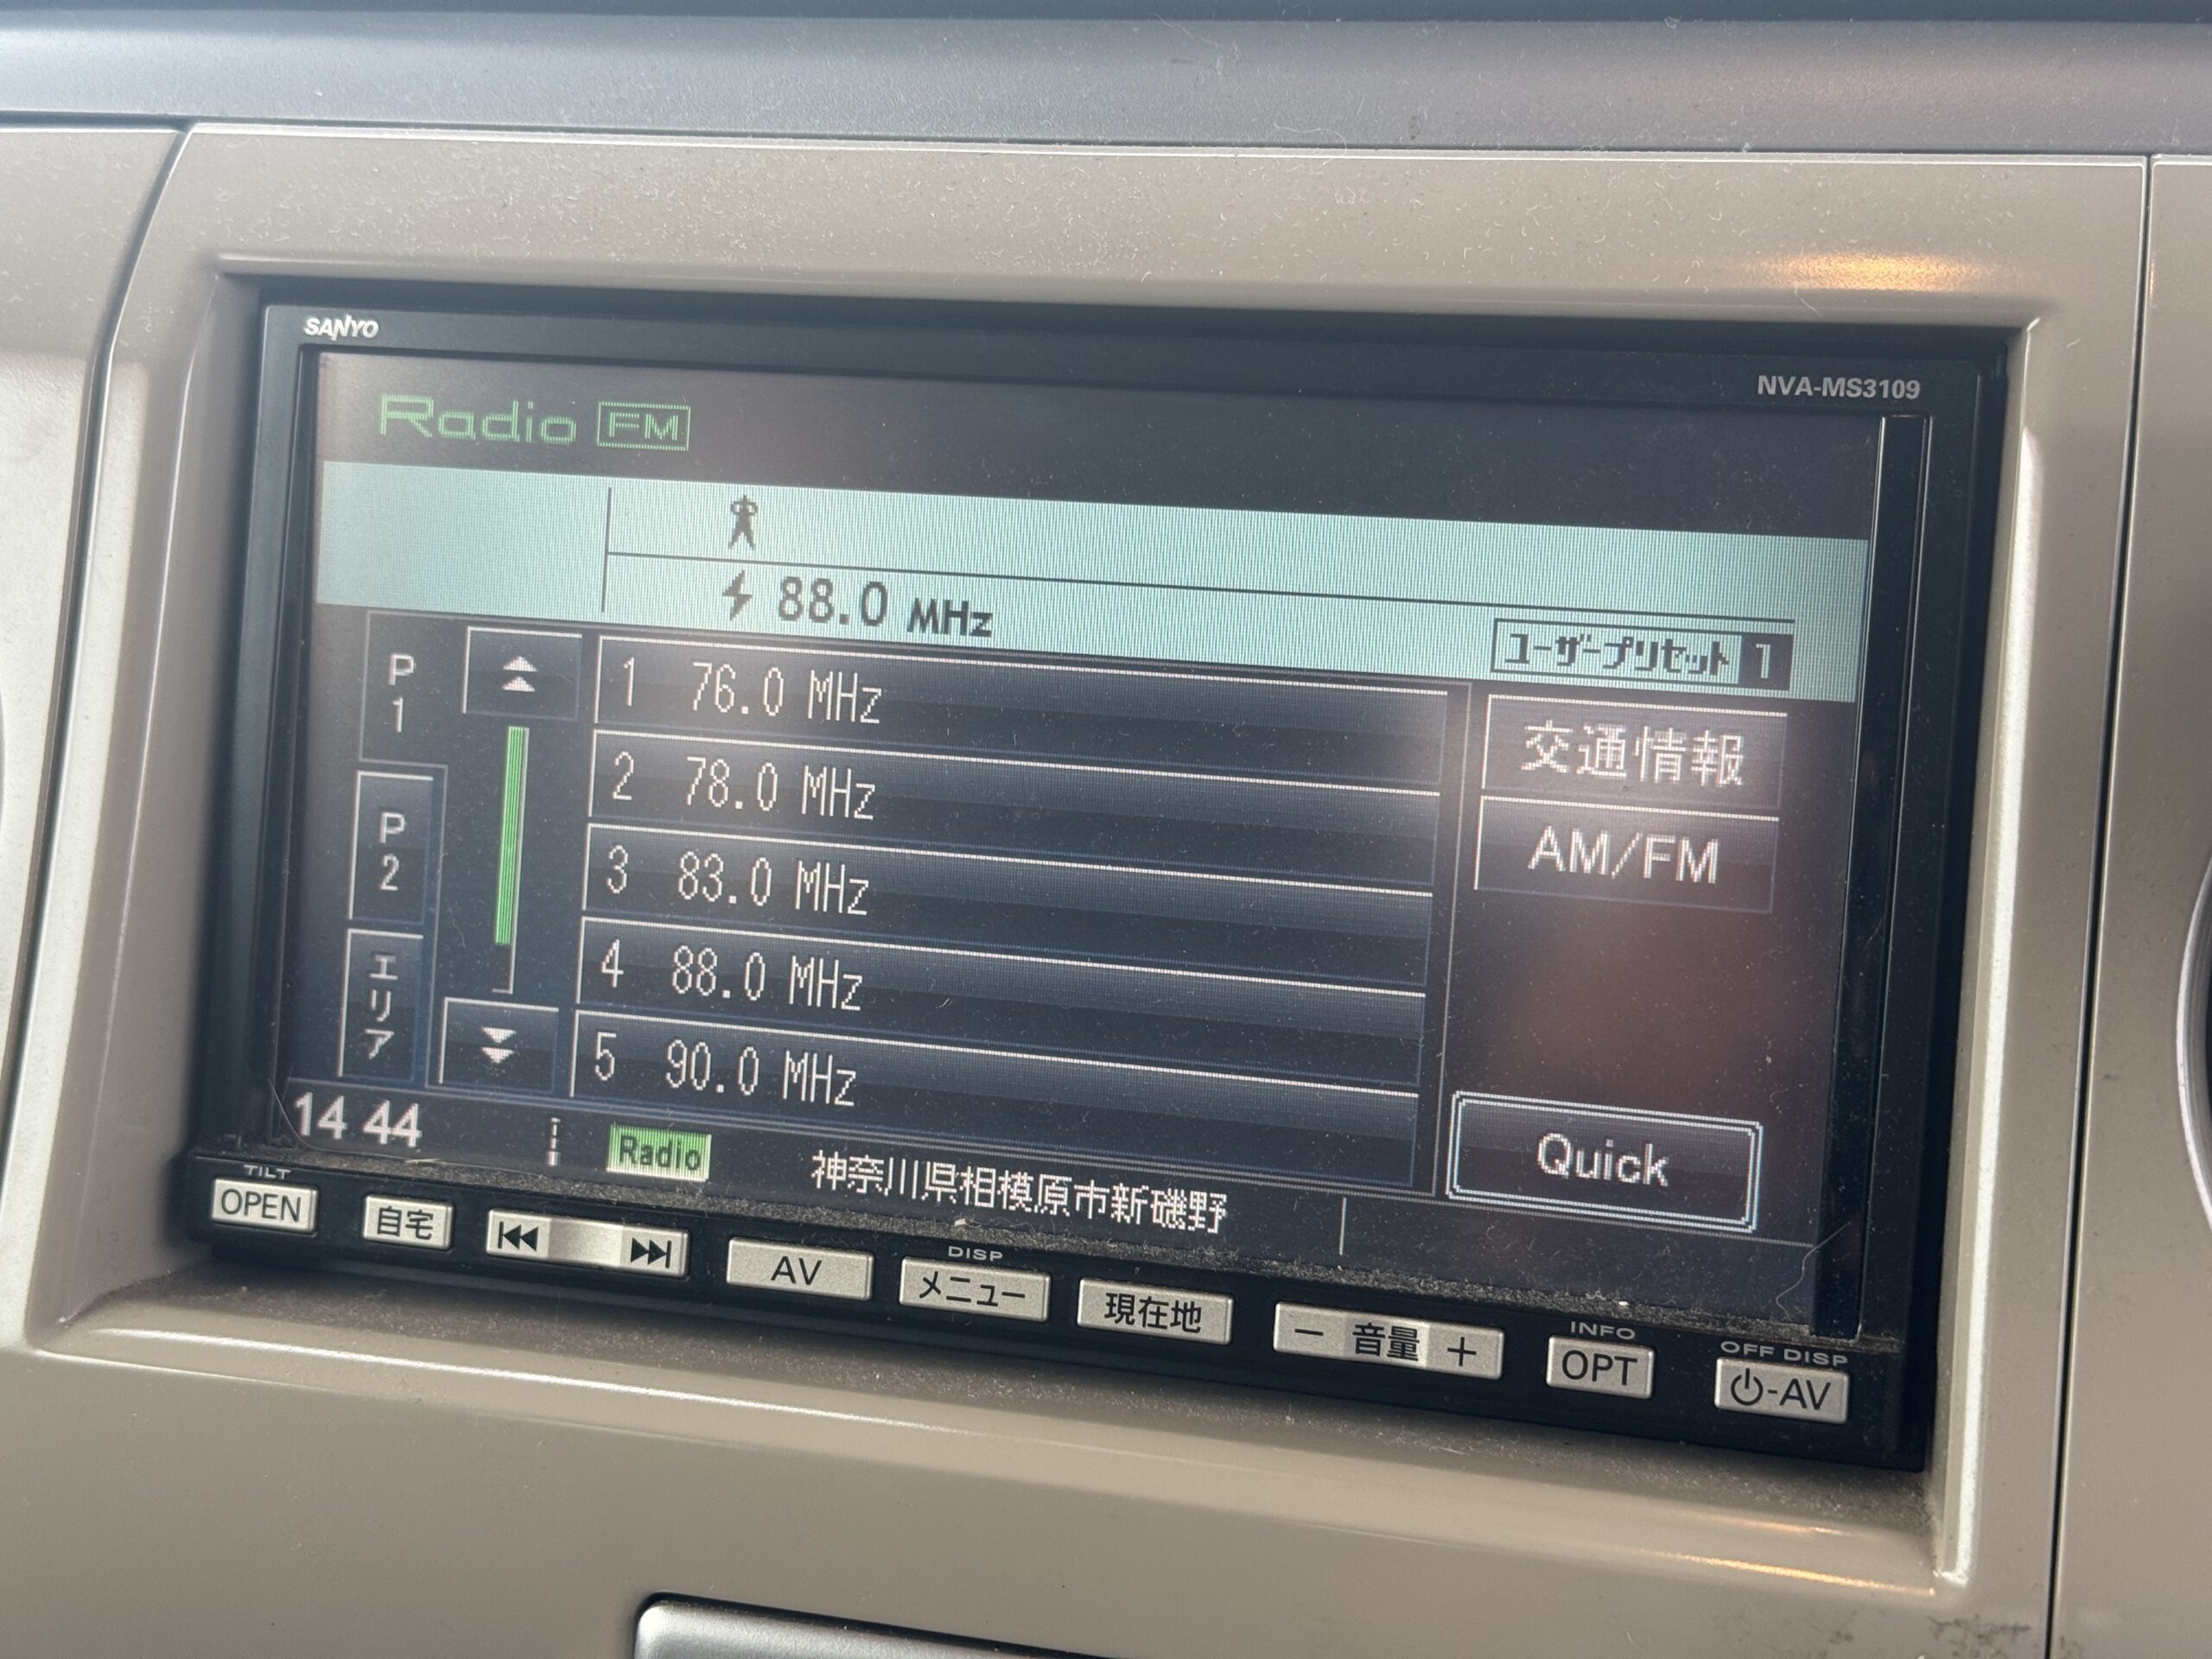 SANYO
NVA-MS3109
Radio FM
88.0 MHz
ユーザープリセット 1
P1
1 76.0 MHz
交通情報
2 78.0 MHz
P2
AM/FM
3 83.0 MHz
4 88.0 MHz
エリア
5 90.0 MHz
Quick
14 44
Radio
神奈川県相模原市新磯野
TILT
OPEN
自宅
AV
DISP
メニュー
現在地
− 音量 +
INFO
OPT
OFF DISP
-AV